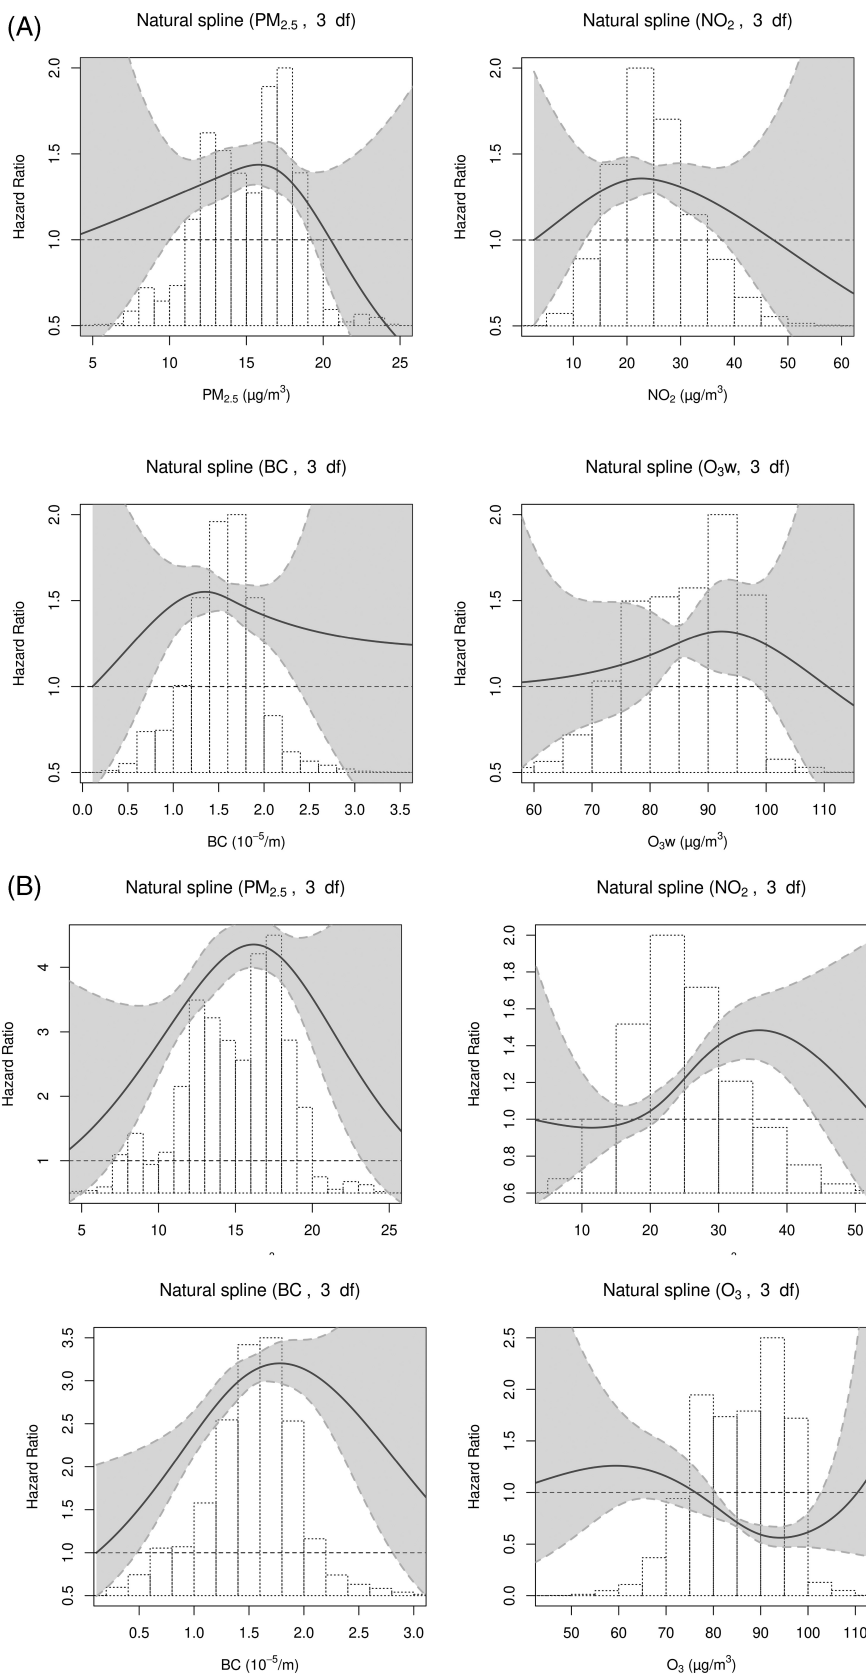 (A)
Natural spline (PM2.5 , 3 df)
Hazard Ratio
0.5 1.0 1.5 2.0
5 10 15 20 25
PM2.5 (µg/m3)
Natural spline (NO2 , 3 df)
Hazard Ratio
0.5 1.0 1.5 2.0
10 20 30 40 50 60
NO2 (µg/m3)
Natural spline (BC , 3 df)
Hazard Ratio
0.5 1.0 1.5 2.0
0.0 0.5 1.0 1.5 2.0 2.5 3.0 3.5
BC (10−5/m)
Natural spline (O3w, 3 df)
Hazard Ratio
0.5 1.0 1.5 2.0
60 70 80 90 100 110
O3w (µg/m3)
(B)
Natural spline (PM2.5 , 3 df)
Hazard Ratio
1 2 3 4
5 10 15 20 25
Natural spline (NO2 , 3 df)
Hazard Ratio
0.6 0.8 1.0 1.2 1.4 1.6 1.8 2.0
10 20 30 40 50
Natural spline (BC , 3 df)
Hazard Ratio
0.5 1.0 1.5 2.0 2.5 3.0 3.5
0.5 1.0 1.5 2.0 2.5 3.0
BC (10−5/m)
Natural spline (O3 , 3 df)
Hazard Ratio
0.0 0.5 1.0 1.5 2.0 2.5
50 60 70 80 90 100 110
O3 (µg/m3)